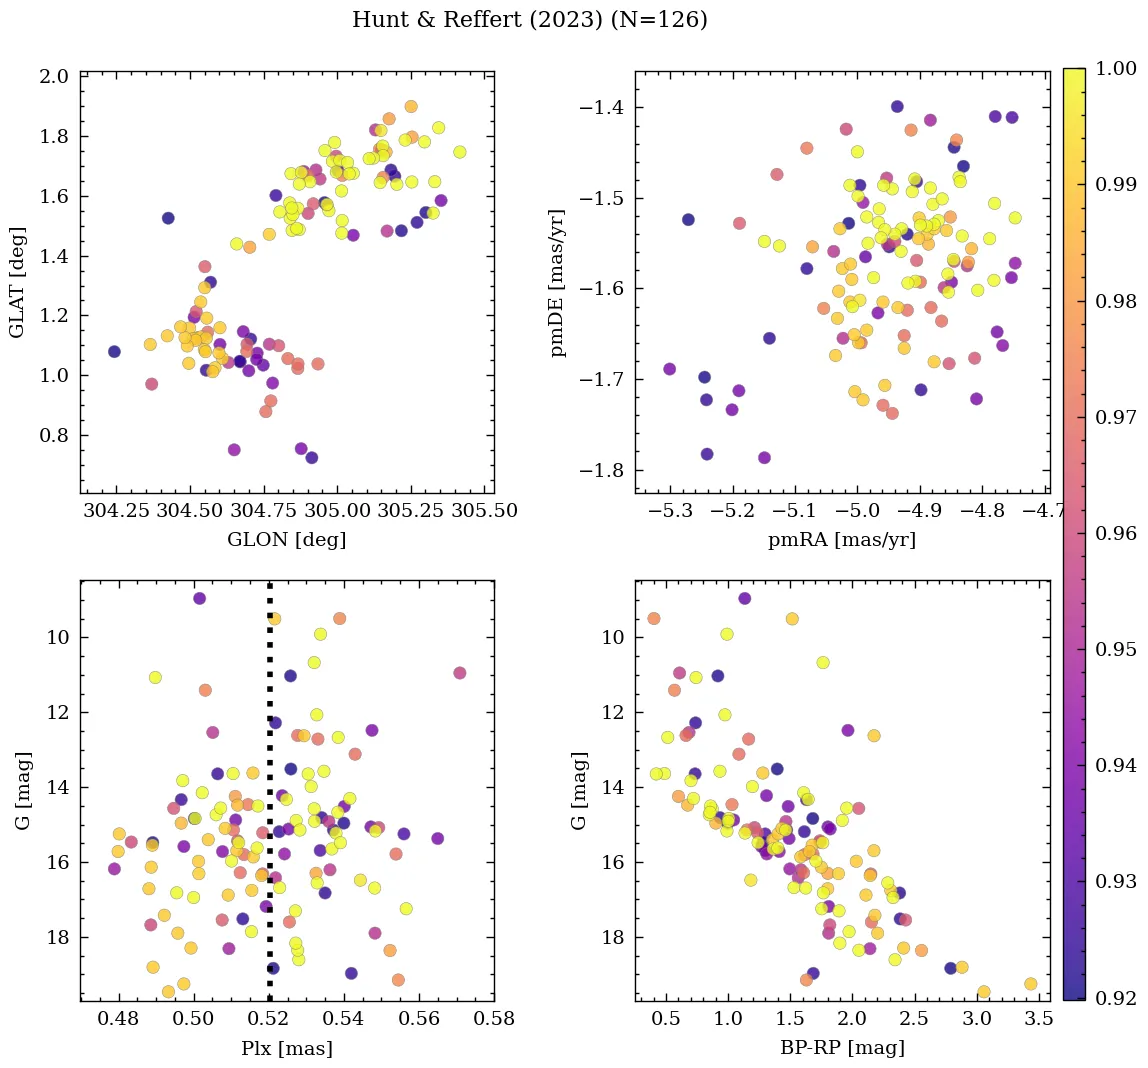 Hunt & Reffert (2023) (N=126)
2.0
1.8
1.6
1.4
1.2
1.0
0.8
GLAT [deg]
304.25 304.50 304.75 305.00 305.25 305.50
GLON [deg]
−1.4
−1.5
−1.6
−1.7
−1.8
pmDE [mas/yr]
−5.3 −5.2 −5.1 −5.0 −4.9 −4.8 −4.7
pmRA [mas/yr]
10
12
14
16
18
G [mag]
0.48 0.50 0.52 0.54 0.56 0.58
Plx [mas]
10
12
14
16
18
G [mag]
0.5 1.0 1.5 2.0 2.5 3.0 3.5
BP-RP [mag]
1.00
0.99
0.98
0.97
0.96
0.95
0.94
0.93
0.92